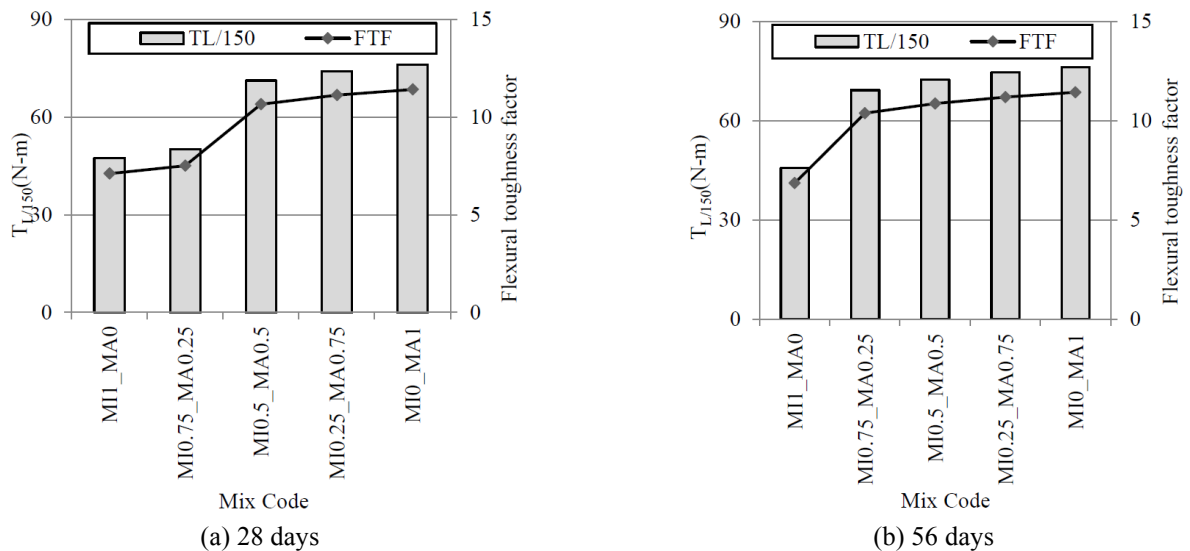 90
60
30
0
15
10
5
0
TL/150 FTF
T_L/150(N-m)
Flexural toughness factor
MI1_MA0
MI0.75_MA0.25
MI0.5_MA0.5
MI0.25_MA0.75
MI0_MA1
Mix Code
(a) 28 days
90
60
30
0
15
10
5
0
TL/150 FTF
T_L/150(N-m)
Flexural toughness factor
MI1_MA0
MI0.75_MA0.25
MI0.5_MA0.5
MI0.25_MA0.75
MI0_MA1
Mix Code
(b) 56 days